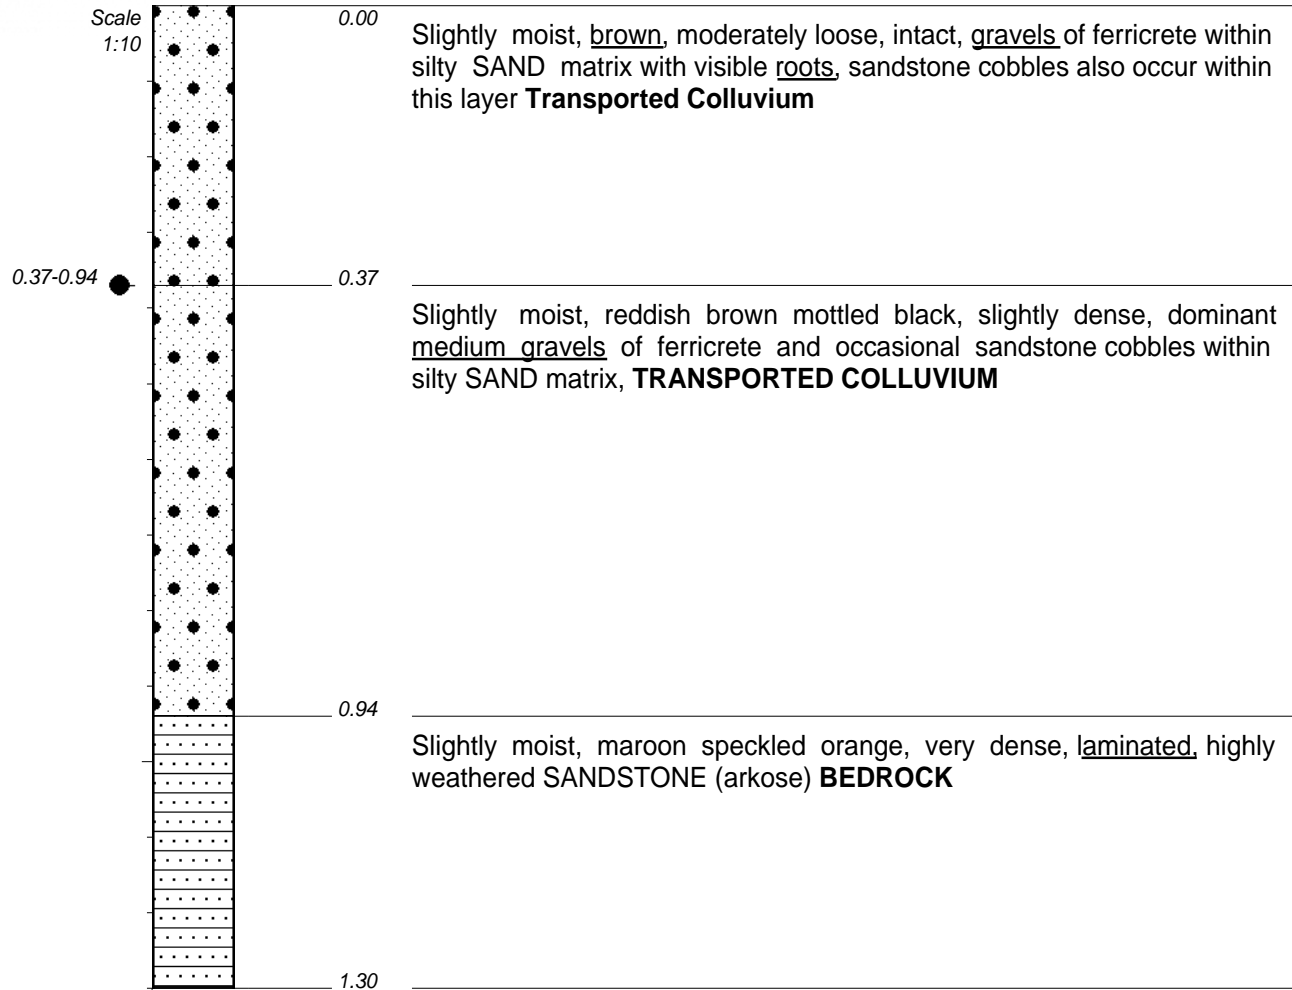 Scale
1:10
0.00
Slightly moist, brown, moderately loose, intact, gravels of ferricrete within
silty SAND matrix with visible roots, sandstone cobbles also occur within
this layer Transported Colluvium
0.37-0.94
0.37
Slightly moist, reddish brown mottled black, slightly dense, dominant
medium gravels of ferricrete and occasional sandstone cobbles within
silty SAND matrix, TRANSPORTED COLLUVIUM
0.94
Slightly moist, maroon speckled orange, very dense, laminated, highly
weathered SANDSTONE (arkose) BEDROCK
1.30